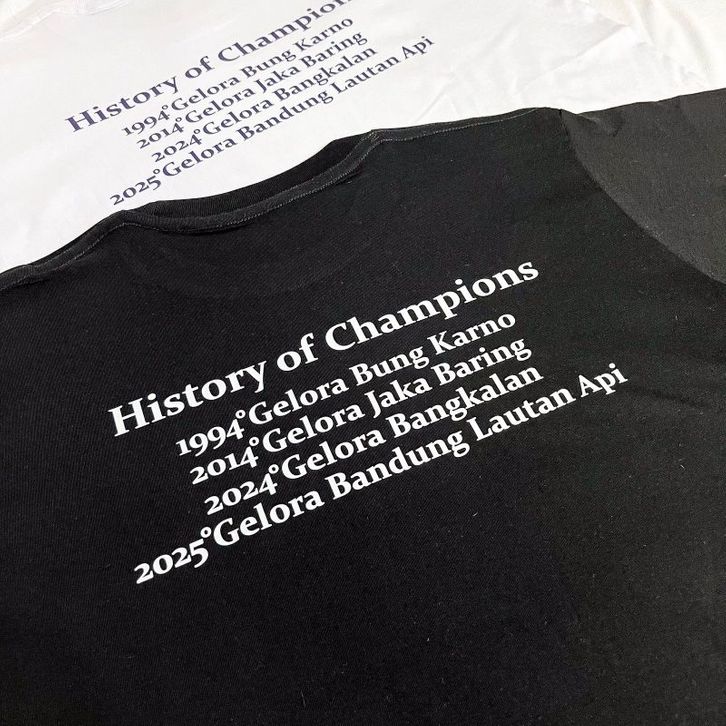 History of Champion
1994°Gelora Bung Karno
2014°Gelora Jaka Baring
2024°Gelora Bangkalan
2025°Gelora Bandung Lautan Api
History of Champions
1994°Gelora Bung Karno
2014°Gelora Jaka Baring
2024°Gelora Bangkalan
2025°Gelora Bandung Lautan Api